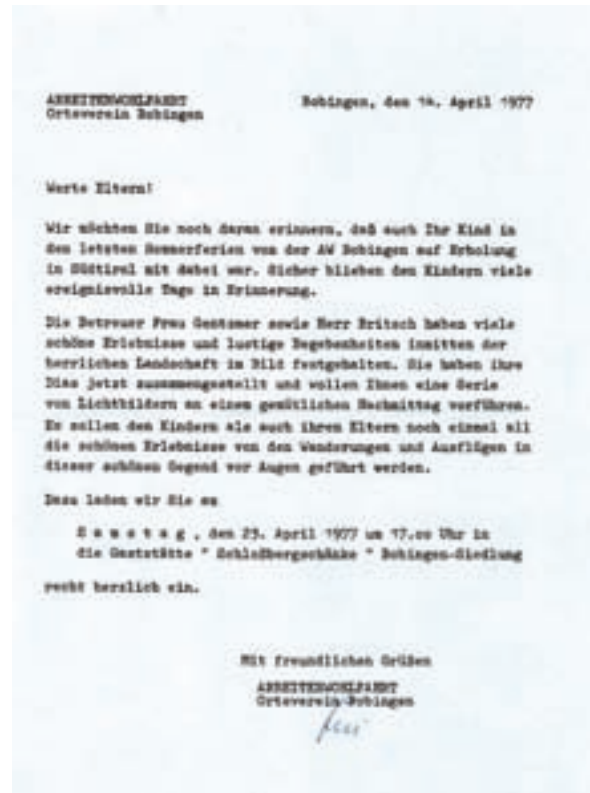 ARBEITERWOHLFAHRT
Ortsverein Bobingen
Bobingen, den 14. April 1977
Werte Eltern!
Wir möchten Sie noch daran erinnern, daß auch Ihr Kind in
den letzten Sommerferien von der AW Bobingen auf Erholung
in Südtirol mit dabei war. Sicher blieben den Kindern viele
ereignisvolle Tage in Erinnerung.
Die Betreuer Frau sowie Herr Britsch haben viele
schöne Erlebnisse und lustige Begebenheiten inmitten der
herrlichen Landschaft im Bild festgehalten. Sie haben ihre
Dias jetzt zusammengestellt und wollen Ihnen eine Serie
von Lichtbildern an einem gemütlichen Nachmittag vorführen.
Es sollen den Kindern als auch ihren Eltern noch einmal all
die schönen Erlebnisse von den Wanderungen und Ausflügen in
dieser schönen Gegend vor Augen geführt werden.
Dazu laden wir Sie am
S a m s t a g , den 23. April 1977 um 17.oo Uhr in
die Gaststätte " Schloßbergschänke " Bobingen-Siedlung
recht herzlich ein.
Mit freundlichen Grüßen
ARBEITERWOHLFAHRT
Ortsverein Bobingen